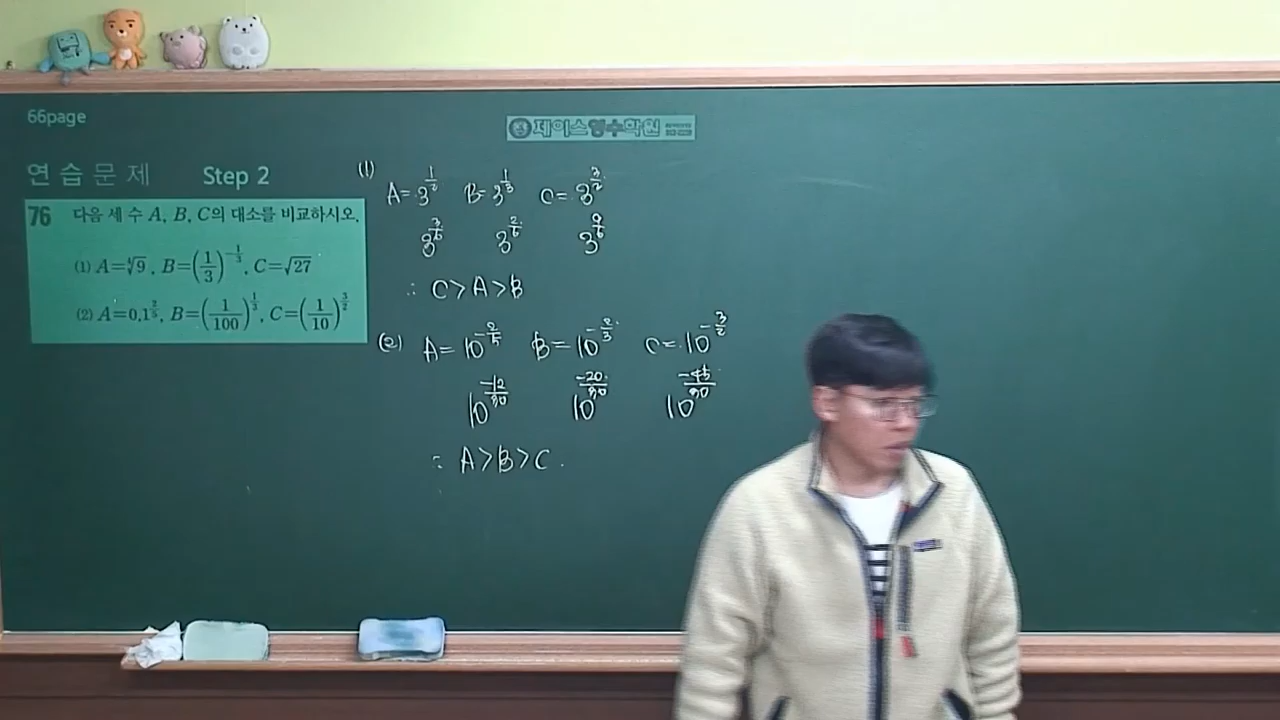 66page
제이스영수학원
연습문제 Step 2
76 다음 세 수 A, B, C의 대소를 비교하시오.
(1) A=∜9, B=(1/3)^(-1/3), C=√27
(2) A=0.1^(2/5), B=(1/100)^(1/3), C=(1/10)^(3/2)
(1) A=3^(1/2) B=3^(1/3) C=3^(3/2)
3^(3/6) 3^(2/6) 3^(9/6)
∴ C>A>B
(2) A=10^(-2/5) B=10^(-2/3) C=10^(-3/2)
10^(-12/30) 10^(-20/30) 10^(-45/30)
∴ A>B>C.